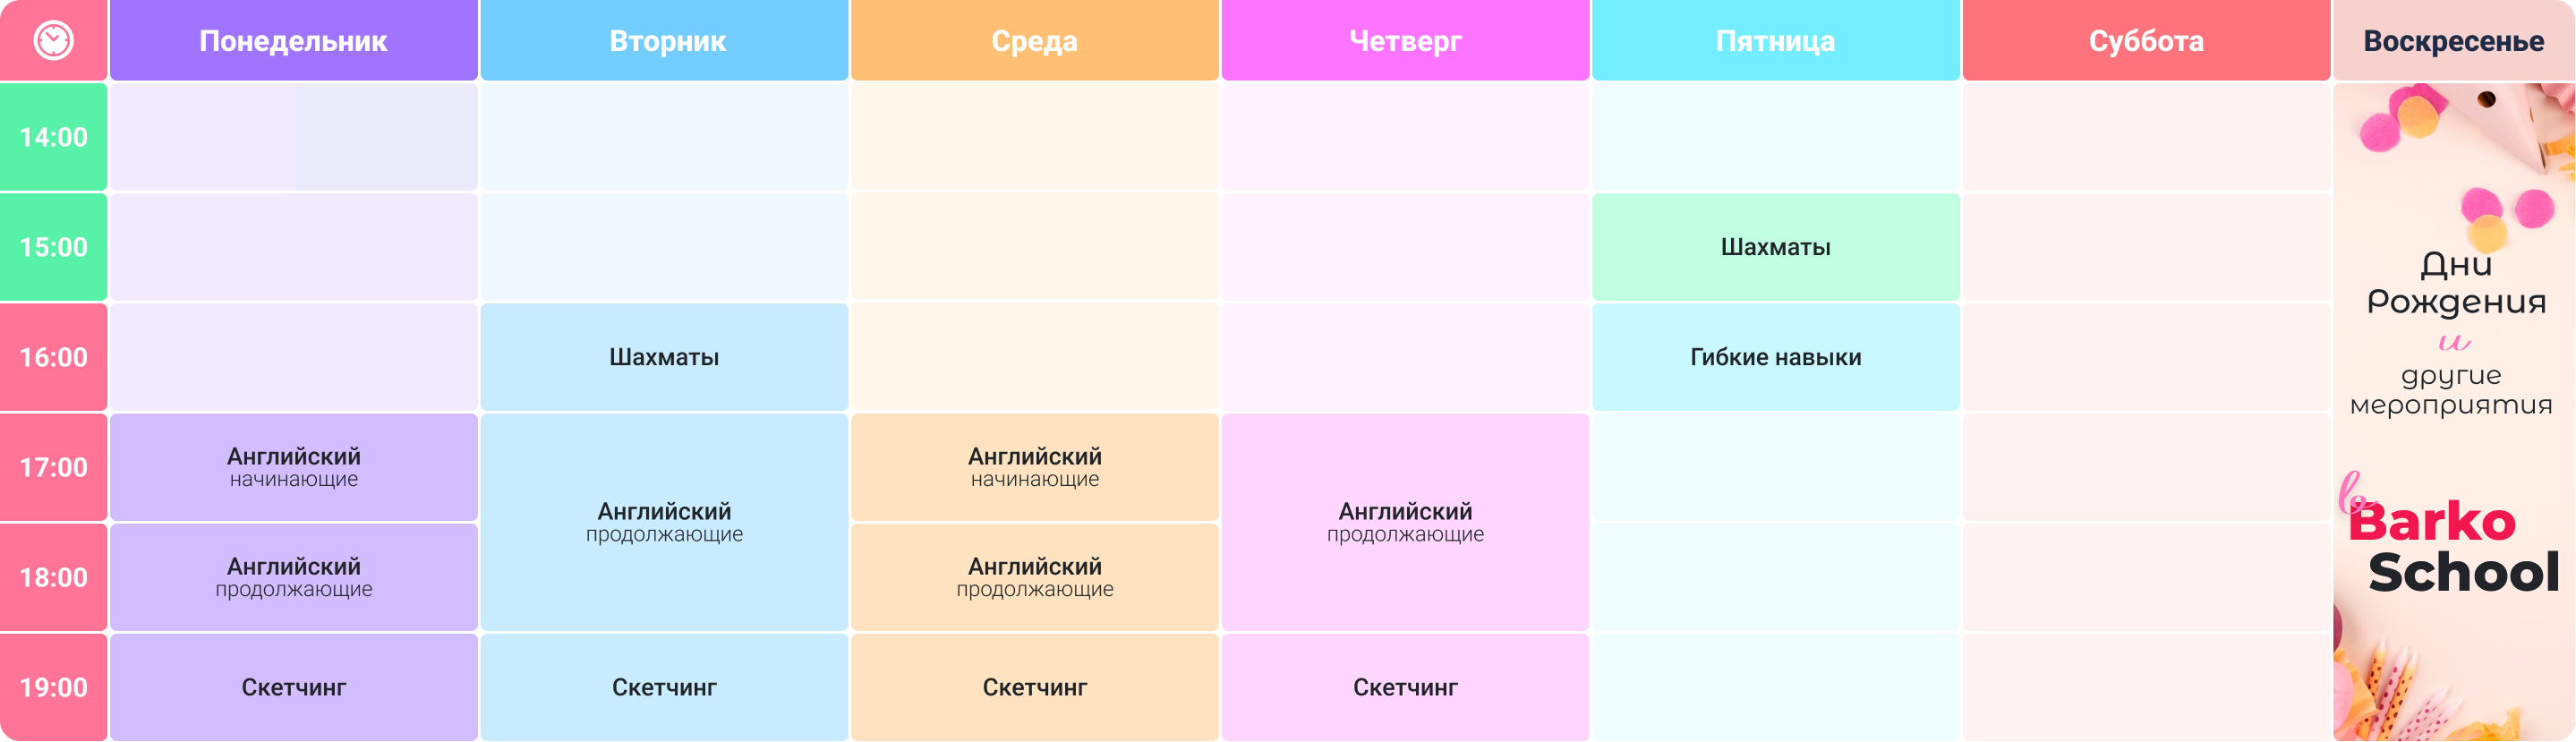 Понедельник Вторник Среда Четверг Пятница Суббота Воскресенье
14:00
15:00 Шахматы
16:00 Шахматы Гибкие навыки
17:00
Английский
начинающие
Английский
продолжающие
Английский
начинающие
Английский
продолжающие
18:00
Английский
продолжающие
Английский
продолжающие
19:00 Скетчинг Скетчинг Скетчинг Скетчинг
Дни
Рождения
и
другие
мероприятия
в
Barko
School